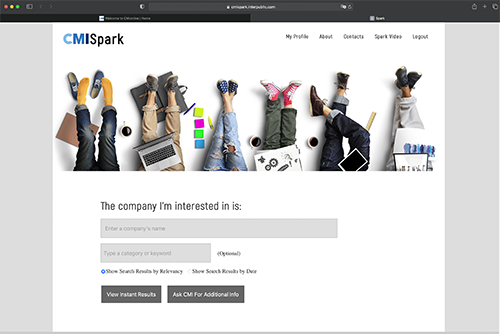 cmispark.interpublic.com
Welcome to CMIonline | Home
Spark
CMISpark
My Profile About Contacts Spark Video Logout
The company I'm interested in is:
Enter a company's name
Type a category or keyword (Optional)
Show Search Results by Relevancy Show Search Results by Date
View Instant Results Ask CMI For Additional Info